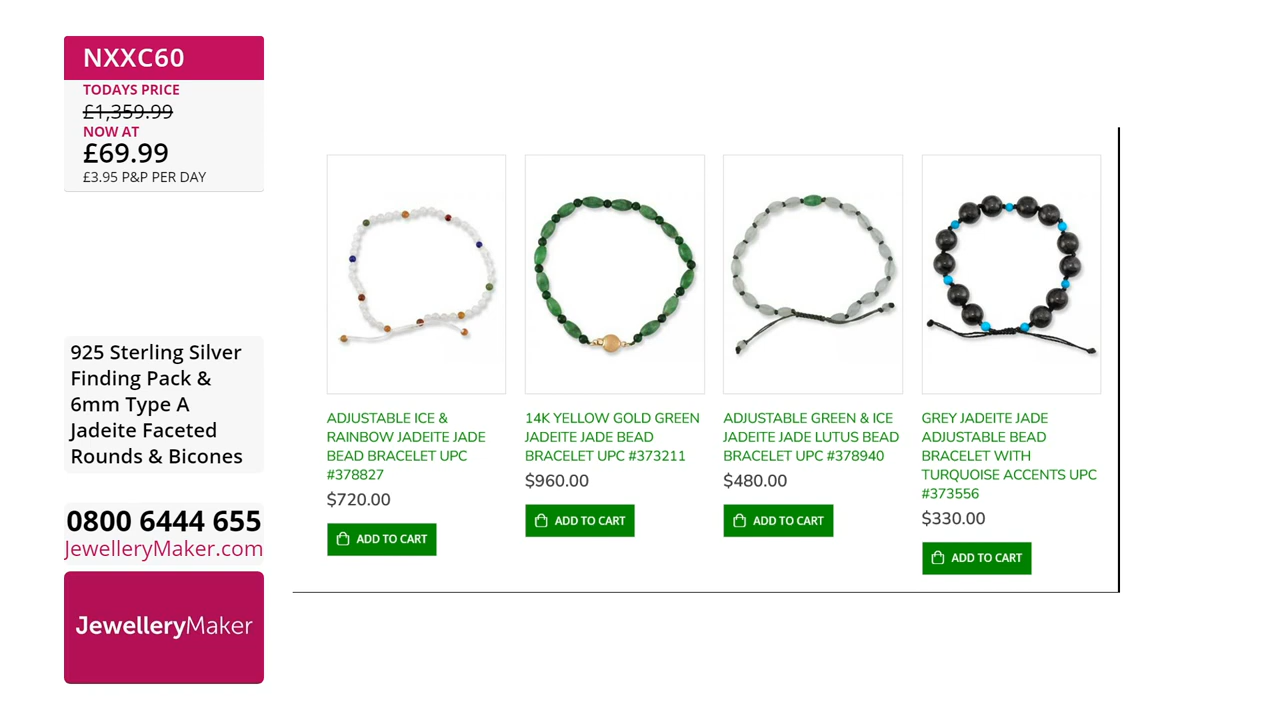 NXXC60
TODAYS PRICE
£1,359.99
NOW AT
£69.99
£3.95 P&P PER DAY
925 Sterling Silver
Finding Pack &
6mm Type A
Jadeite Faceted
Rounds & Bicones
0800 6444 655
JewelleryMaker.com
JewelleryMaker
ADJUSTABLE ICE &
RAINBOW JADEITE JADE
BEAD BRACELET UPC
#378827
$720.00
ADD TO CART
14K YELLOW GOLD GREEN
JADEITE JADE BEAD
BRACELET UPC #373211
$960.00
ADD TO CART
ADJUSTABLE GREEN & ICE
JADEITE JADE LUTUS BEAD
BRACELET UPC #378940
$480.00
ADD TO CART
GREY JADEITE JADE
ADJUSTABLE BEAD
BRACELET WITH
TURQUOISE ACCENTS UPC
#373556
$330.00
ADD TO CART